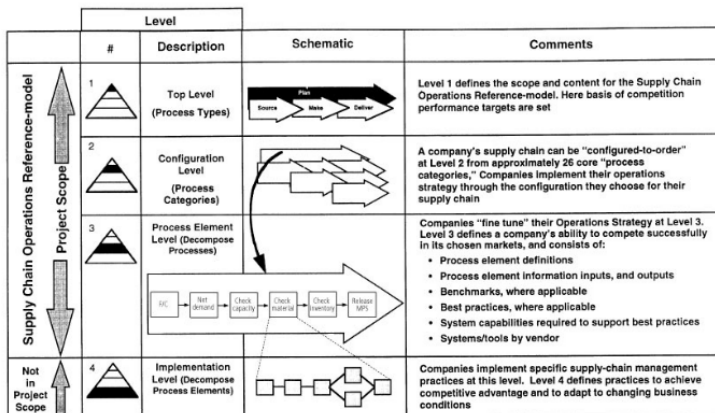 Level
#
Description
Schematic
Comments
Supply Chain Operations Reference-model
Project Scope
1
Top Level
(Process Types)
Plan
Source
Make
Deliver
Level 1 defines the scope and content for the Supply Chain
Operations Reference-model. Here basis of competition
performance targets are set
2
Configuration
Level
(Process
Categories)
A company's supply chain can be "configured-to-order"
at Level 2 from approximately 26 core "process
categories," Companies implement their operations
strategy through the configuration they choose for their
supply chain
3
Process Element
Level (Decompose
Processes)
Companies "fine tune" their Operations Strategy at Level 3.
Level 3 defines a company's ability to compete successfully
in its chosen markets, and consists of:
• Process element definitions
• Process element information inputs, and outputs
• Benchmarks, where applicable
• Best practices, where applicable
• System capabilities required to support best practices
• Systems/tools by vendor
Net
demand
Check
capacity
Check
material
Check
inventory
Release
MPS
Not
in
Project
Scope
4
Implementation
Level (Decompose
Process Elements)
Companies implement specific supply-chain management
practices at this level. Level 4 defines practices to achieve
competitive advantage and to adapt to changing business
conditions